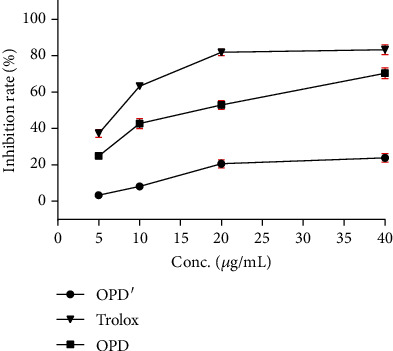 Inhibition rate (%)
100
80
60
40
20
0
0 5 10 15 20 25 30 35 40
Conc. (μg/mL)
OPD′
Trolox
OPD